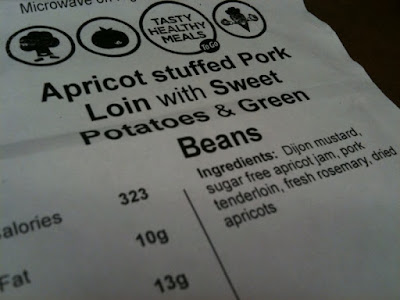 Microwave on
TASTY
HEALTHY
MEALS
To Go
Apricot stuffed Pork
Loin with Sweet
Potatoes & Green
Beans
Ingredients: Dijon mustard,
sugar free apricot jam, pork
tenderloin, fresh rosemary, dried
apricots
alories 323
10g
Fat 13g